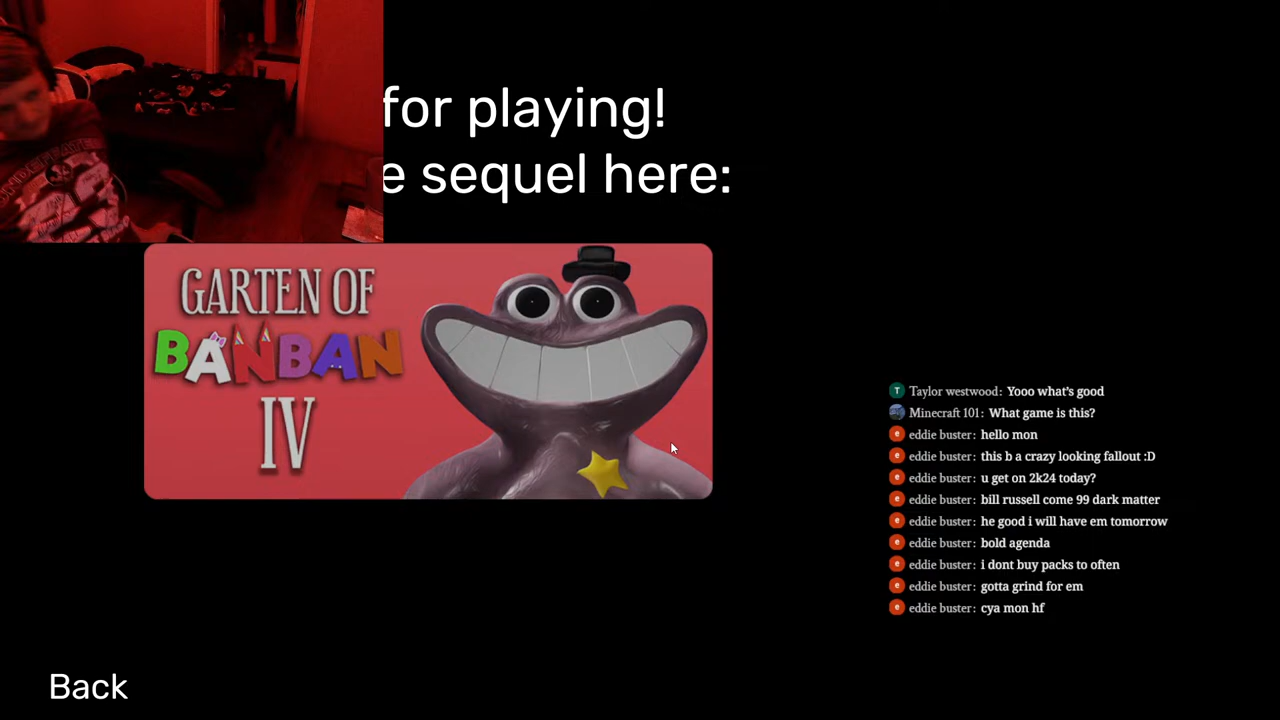 for playing!
e sequel here:
GARTEN OF
BANBAN
IV
T Taylor westwood: Yooo what's good
Minecraft 101: What game is this?
e eddie buster: hello mon
e eddie buster: this b a crazy looking fallout :D
e eddie buster: u get on 2k24 today?
e eddie buster: bill russell come 99 dark matter
e eddie buster: he good i will have em tomorrow
e eddie buster: bold agenda
e eddie buster: i dont buy packs to often
e eddie buster: gotta grind for em
e eddie buster: cya mon hf
Back